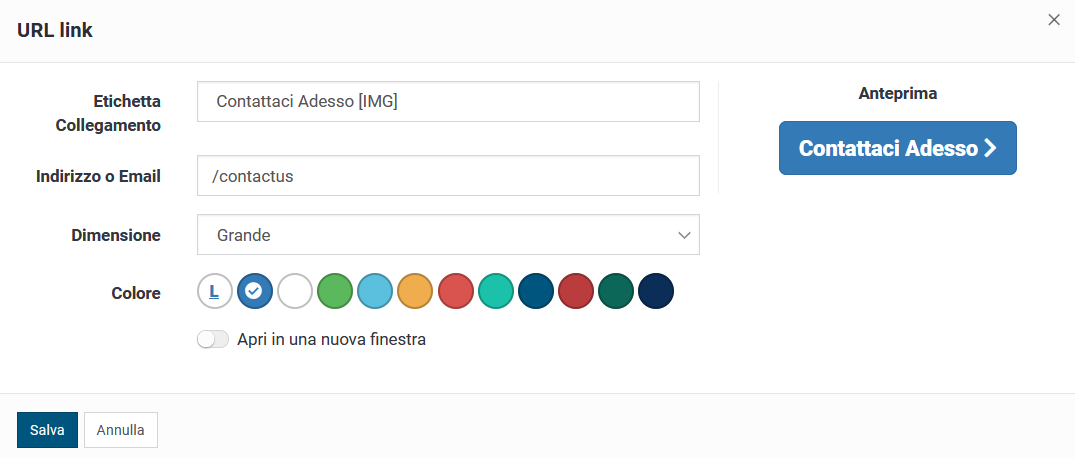 URL link
Etichetta
Collegamento
Contattaci Adesso [IMG]
Anteprima
Contattaci Adesso
Indirizzo o Email
/contactus
Dimensione
Grande
Colore
L
Apri in una nuova finestra
Salva
Annulla